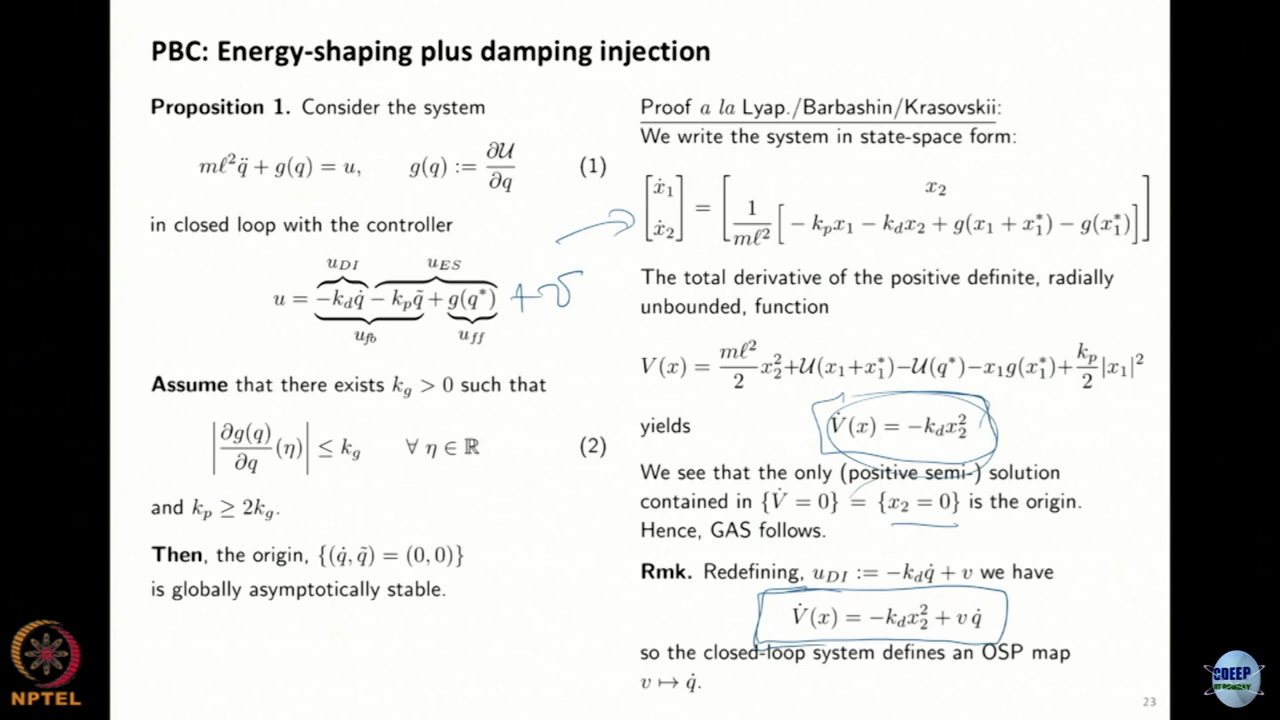 PBC: Energy-shaping plus damping injection
Proposition 1. Consider the system
mℓ²q̈ + g(q) = u, g(q) := ∂𝒰/∂q (1)
in closed loop with the controller
u_DI u_ES
u = −k_d q̇ − k_p q̃ + g(q*) + v
u_fb u_ff
Assume that there exists k_g > 0 such that
|∂g(q)/∂q (η)| ≤ k_g ∀ η ∈ ℝ (2)
and k_p ≥ 2k_g.
Then, the origin, {(q̇, q̃) = (0, 0)}
is globally asymptotically stable.
Proof a la Lyap./Barbashin/Krasovskii:
We write the system in state-space form:
[ẋ₁ ẋ₂] = [x₂ 1/mℓ² [ − k_p x₁ − k_d x₂ + g(x₁ + x₁*) − g(x₁*)]]
The total derivative of the positive definite, radially
unbounded, function
V(x) = mℓ²/2 x₂² + 𝒰(x₁+x₁*) − 𝒰(q*) − x₁g(x₁*) + k_p/2 |x₁|²
yields V̇(x) = −k_d x₂²
We see that the only (positive semi-) solution
contained in {V̇ = 0} = {x₂ = 0} is the origin.
Hence, GAS follows.
Rmk. Redefining, u_DI := −k_d q̇ + v we have
V̇(x) = −k_d x₂² + v q̇
so the closed-loop system defines an OSP map
v ↦ q̇.
NPTEL
CDEEP
IIT BOMBAY
23